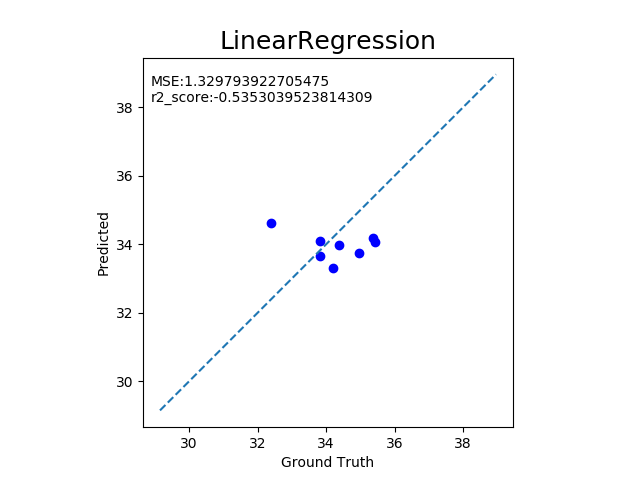 LinearRegression
MSE:1.329793922705475
r2_score:-0.5353039523814309
Predicted
38
36
34
32
30
30 32 34 36 38
Ground Truth